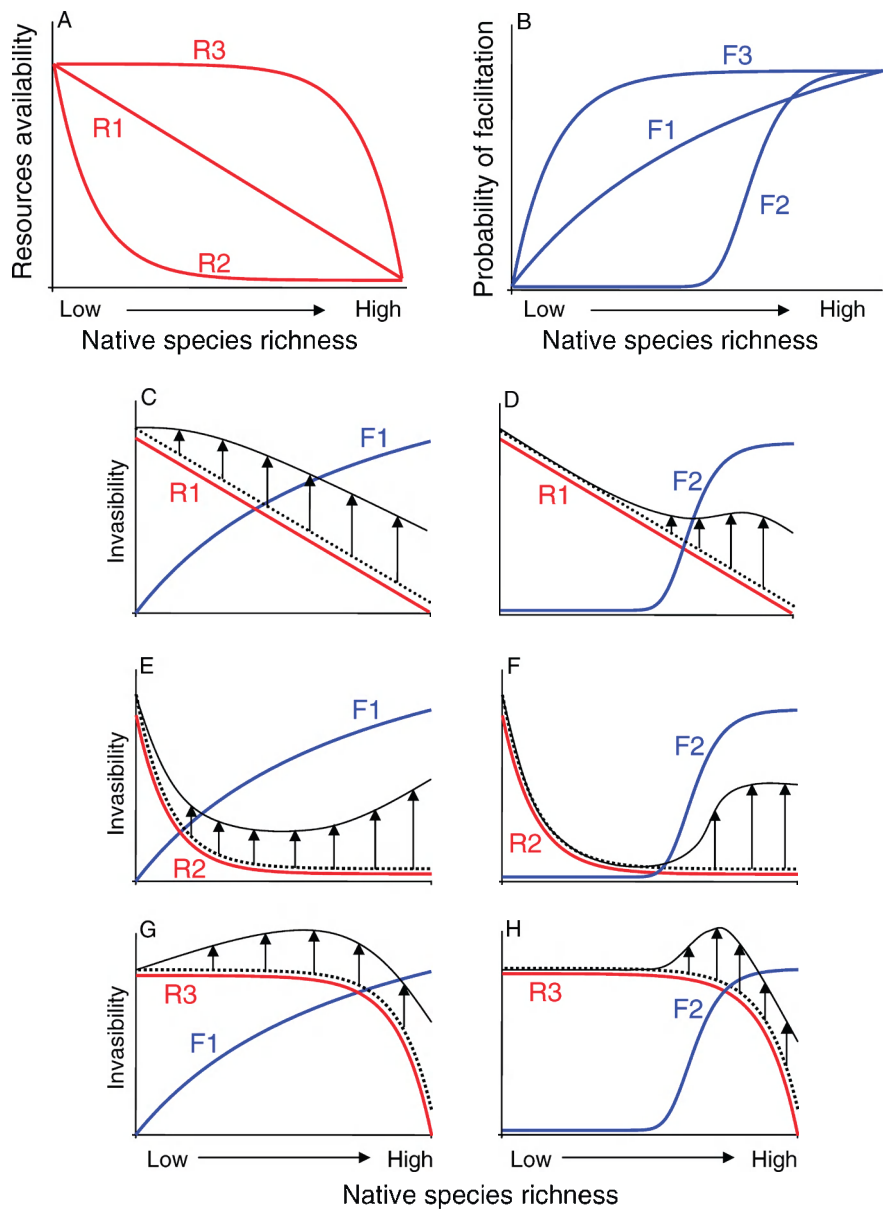 A
Resources availability
R3
R1
R2
Low
High
Native species richness
B
Probability of facilitation
F3
F1
F2
Low
High
Native species richness
C
Invasibility
F1
R1
D
F2
R1
E
Invasibility
F1
R2
F
F2
R2
G
Invasibility
R3
F1
Low
High
H
R3
F2
Low
High
Native species richness